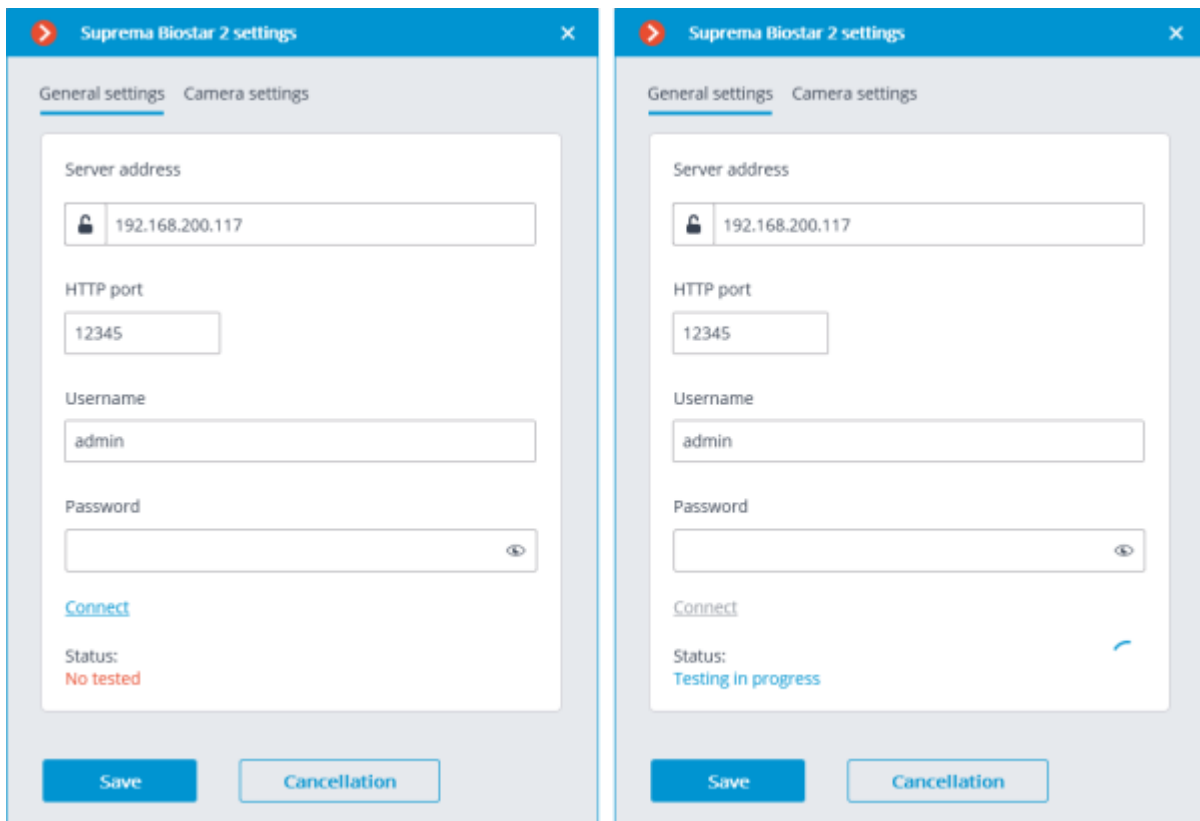 Suprema Biostar 2 settings
General settings Camera settings
Server address
192.168.200.117
HTTP port
12345
Username
admin
Password
Connect
Status:
No tested
Save Cancellation
Suprema Biostar 2 settings
General settings Camera settings
Server address
192.168.200.117
HTTP port
12345
Username
admin
Password
Connect
Status:
Testing in progress
Save Cancellation